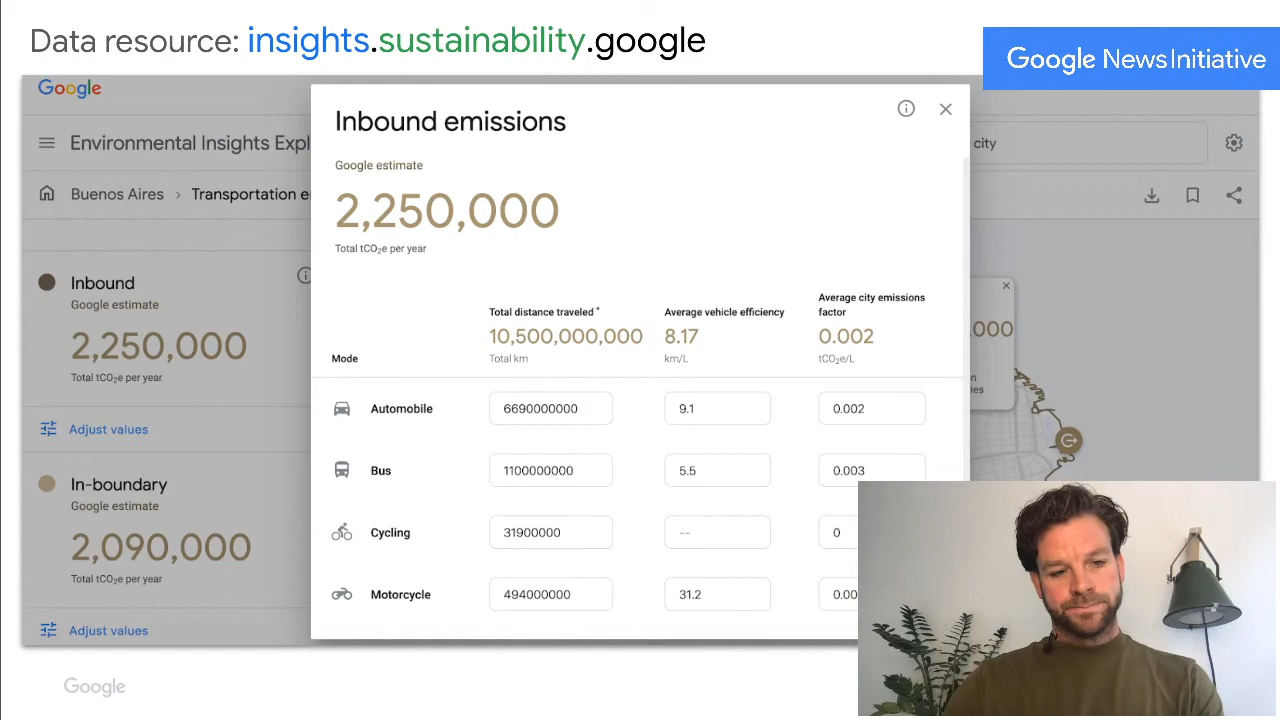 Data resource: insights.sustainability.google
Google NewsInitiative
Google
Environmental Insights Expl
city
Buenos Aires › Transportation e
Inbound
Google estimate
2,250,000
Total tCO₂e per year
Adjust values
In-boundary
Google estimate
2,090,000
Total tCO₂e per year
Adjust values
Inbound emissions
Google estimate
2,250,000
Total tCO₂e per year
Mode
Total distance traveled *
10,500,000,000
Total km
Average vehicle efficiency
8.17
km/L
Average city emissions
factor
0.002
tCO₂e/L
Automobile 6690000000 9.1 0.002
Bus 1100000000 5.5 0.003
Cycling 31900000 -- 0
Motorcycle 494000000 31.2 0.00
000
Google